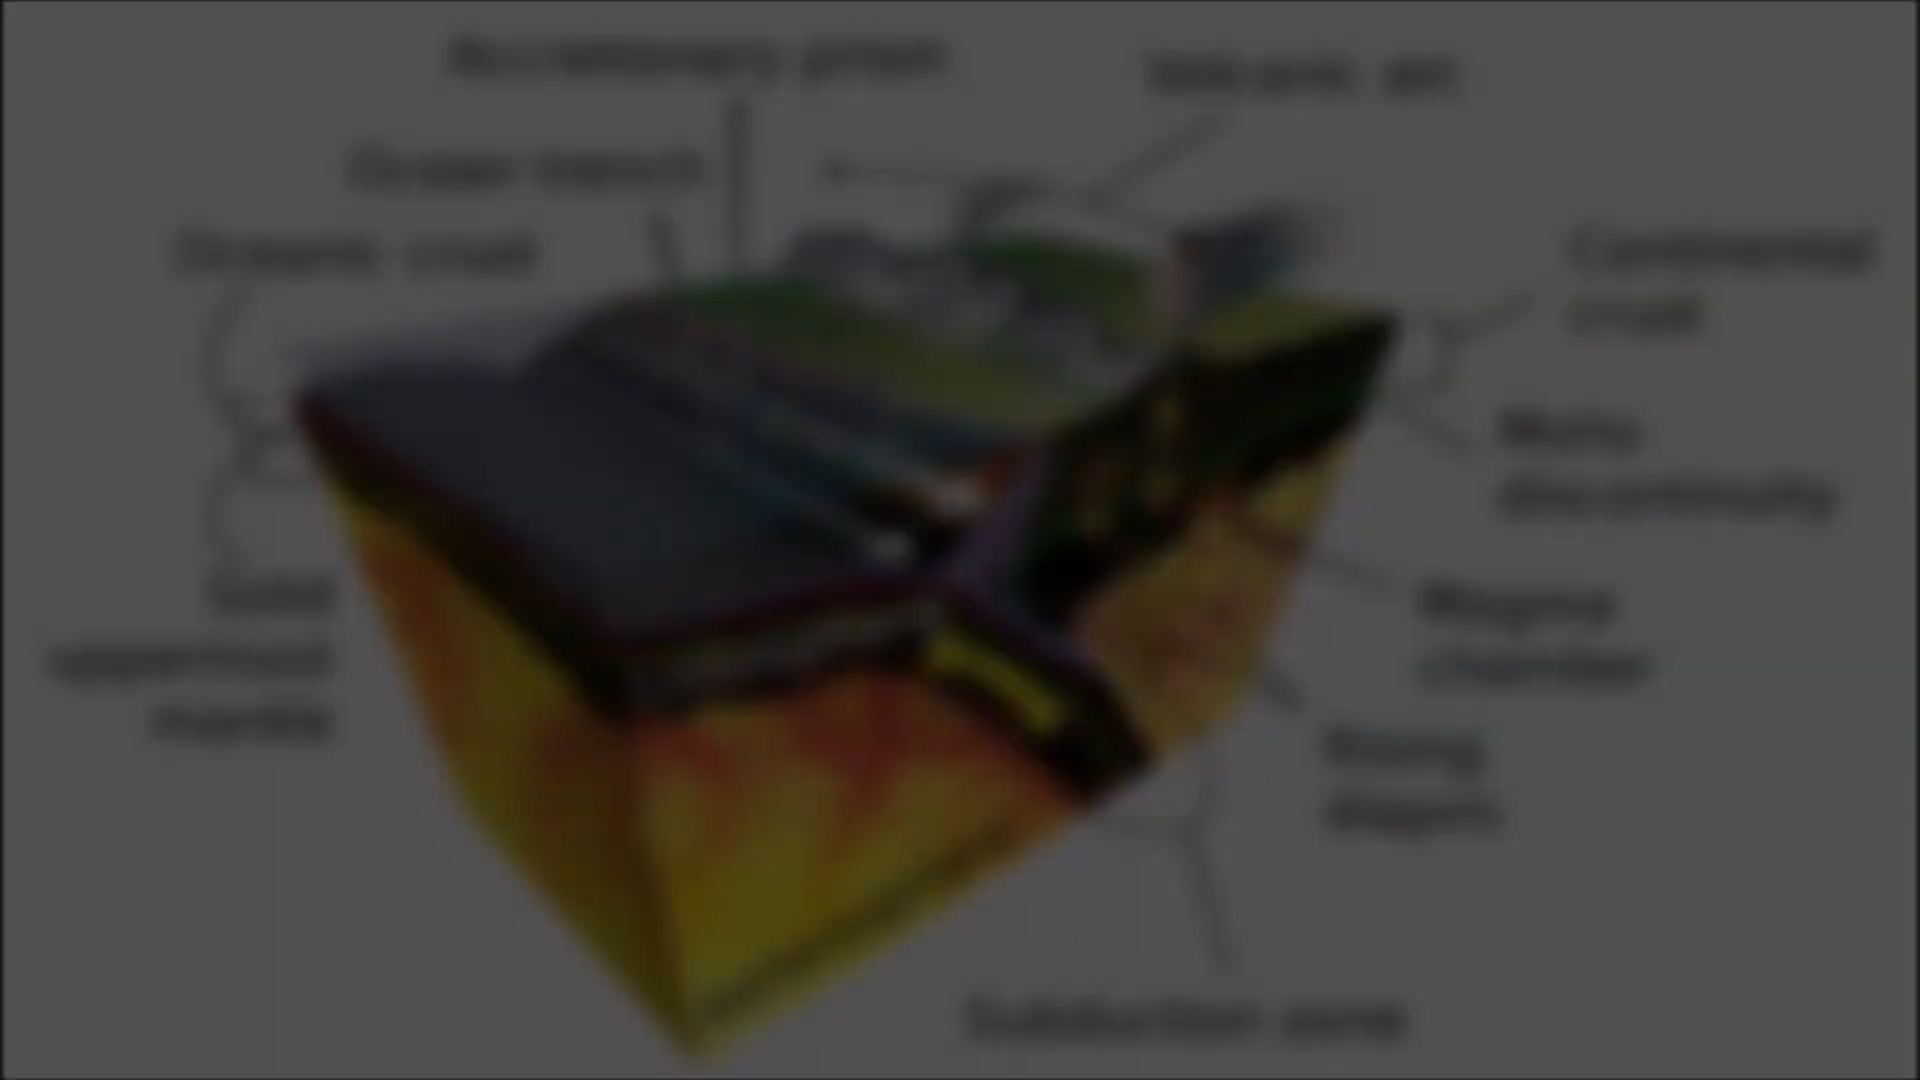 Accretionary prism
Volcanic arc
Ocean trench
Oceanic crust
Continental
crust
Moho
discontinuity
Solid
uppermost
mantle
Magma
chamber
Rising
diapirs
Subduction zone